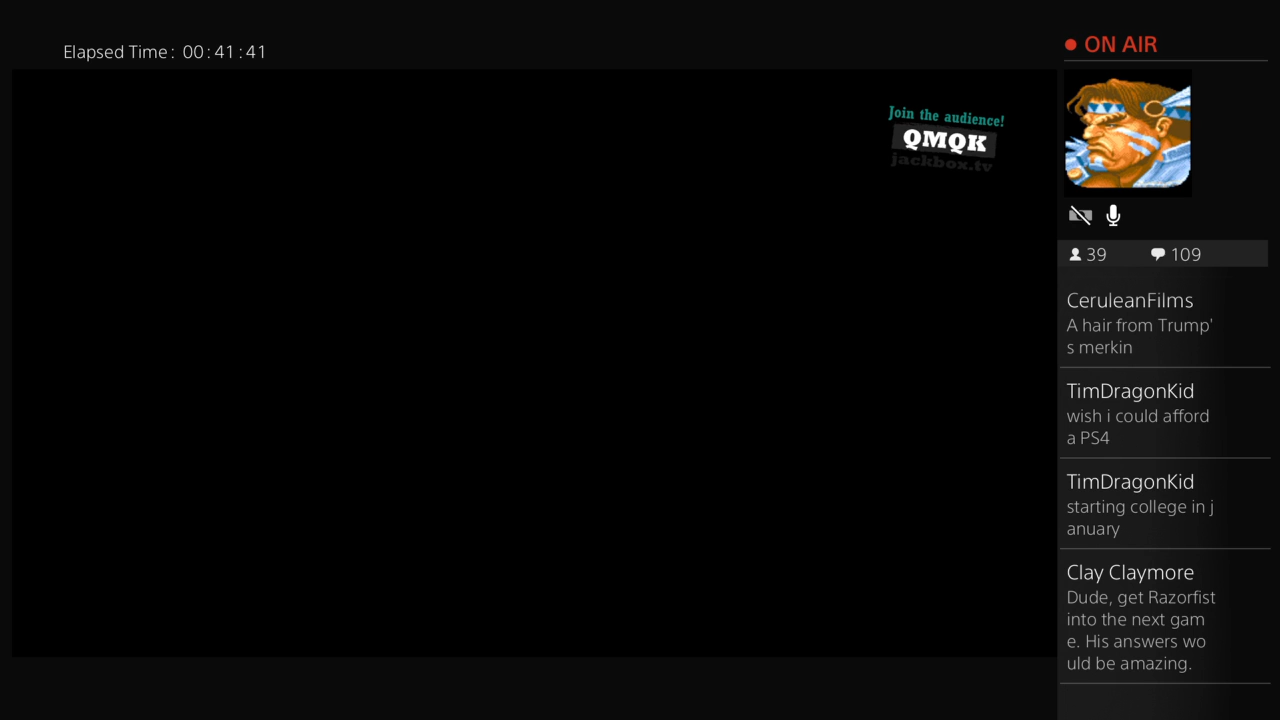 Elapsed Time: 00:41:41
Join the audience!
QMQK
jackbox.tv
ON AIR
39 109
CeruleanFilms
A hair from Trump'
s merkin
TimDragonKid
wish i could afford
a PS4
TimDragonKid
starting college in j
anuary
Clay Claymore
Dude, get Razorfist
into the next gam
e. His answers wo
uld be amazing.